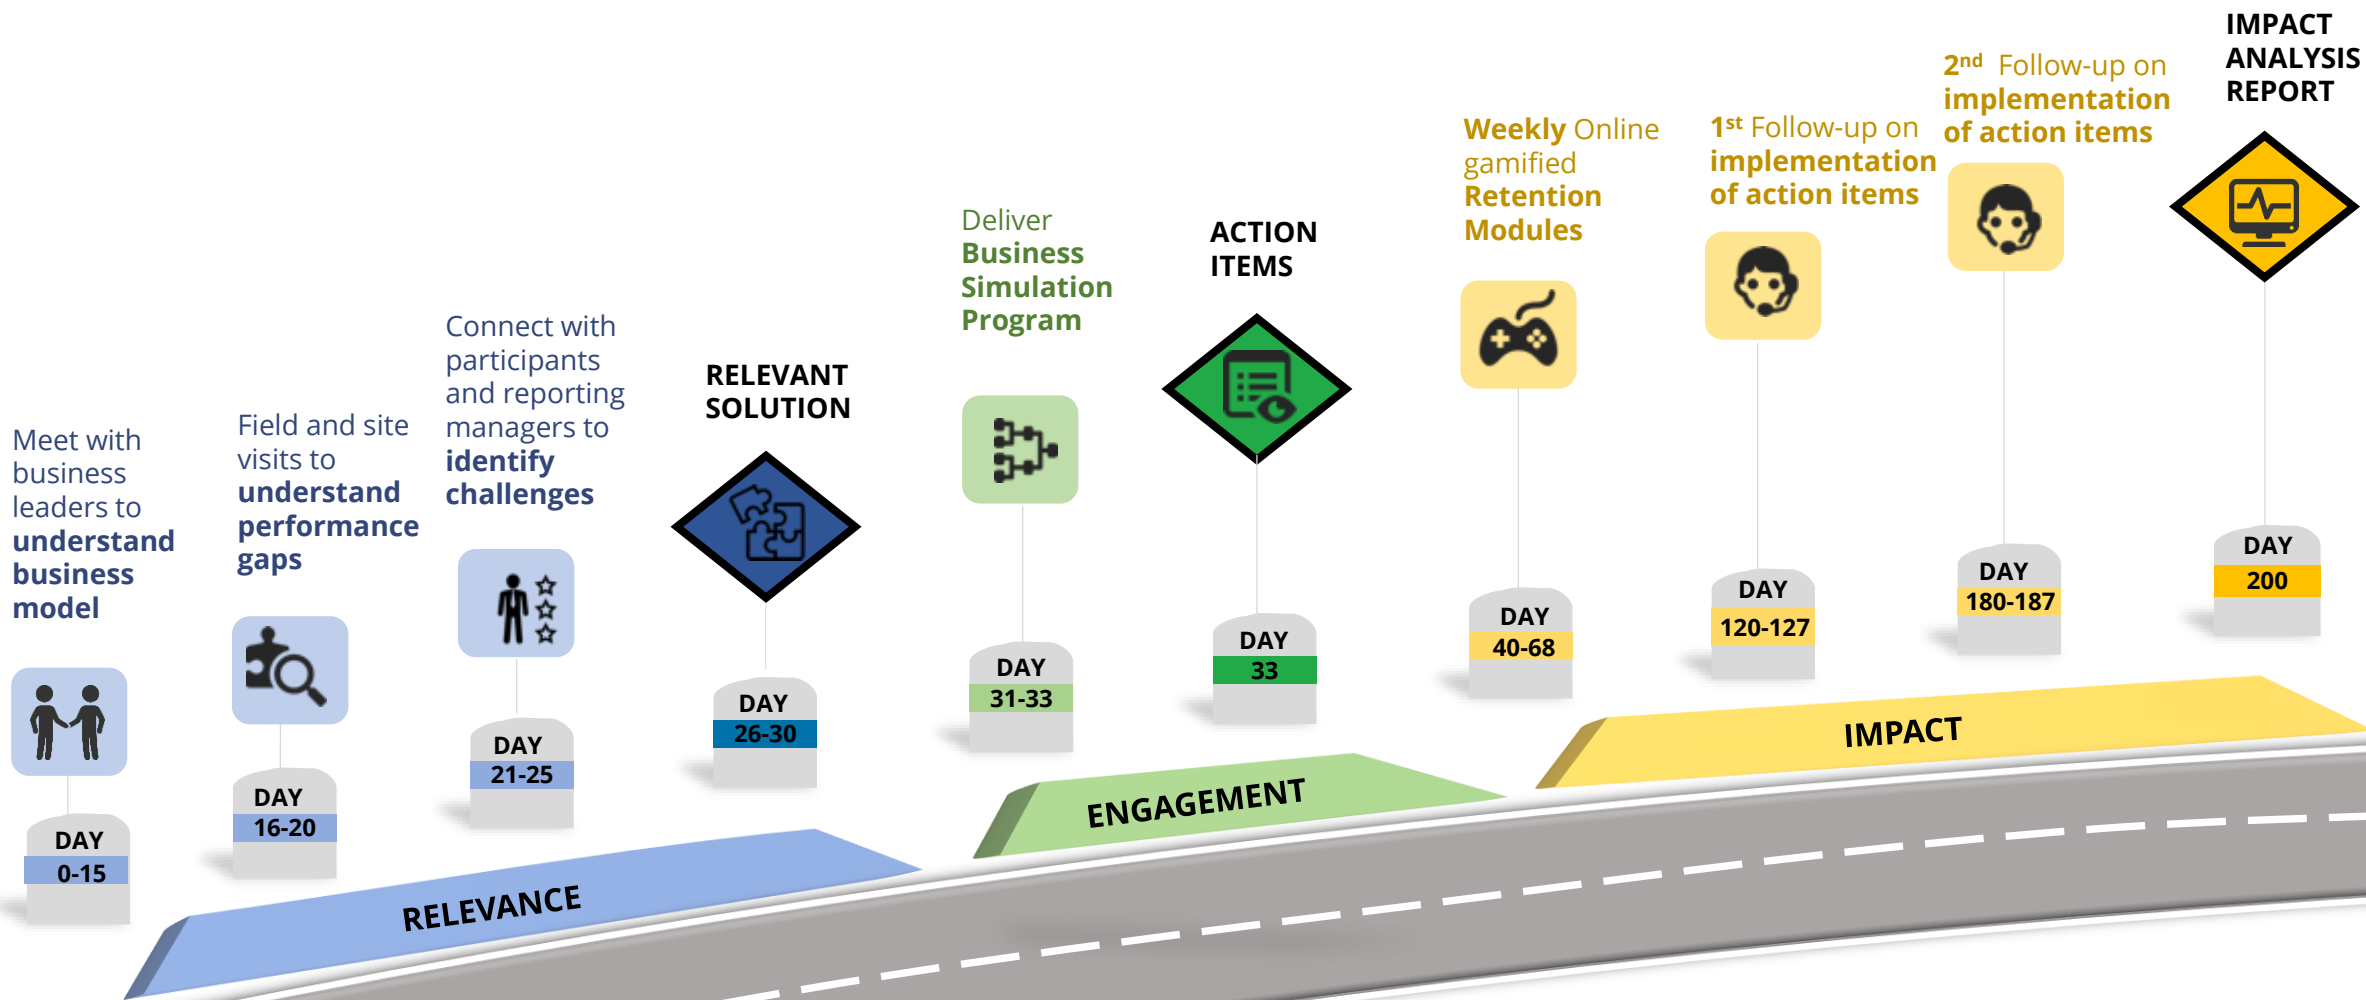 Meet with
business
leaders to
understand
business
model
DAY
0-15
Field and site
visits to
understand
performance
gaps
DAY
16-20
Connect with
participants
and reporting
managers to
identify
challenges
DAY
21-25
RELEVANT
SOLUTION
DAY
26-30
RELEVANCE
Deliver
Business
Simulation
Program
DAY
31-33
ACTION
ITEMS
DAY
33
ENGAGEMENT
Weekly Online
gamified
Retention
Modules
DAY
40-68
1st Follow-up on
implementation
of action items
DAY
120-127
2nd Follow-up on
implementation
of action items
DAY
180-187
IMPACT
ANALYSIS
REPORT
DAY
200
IMPACT